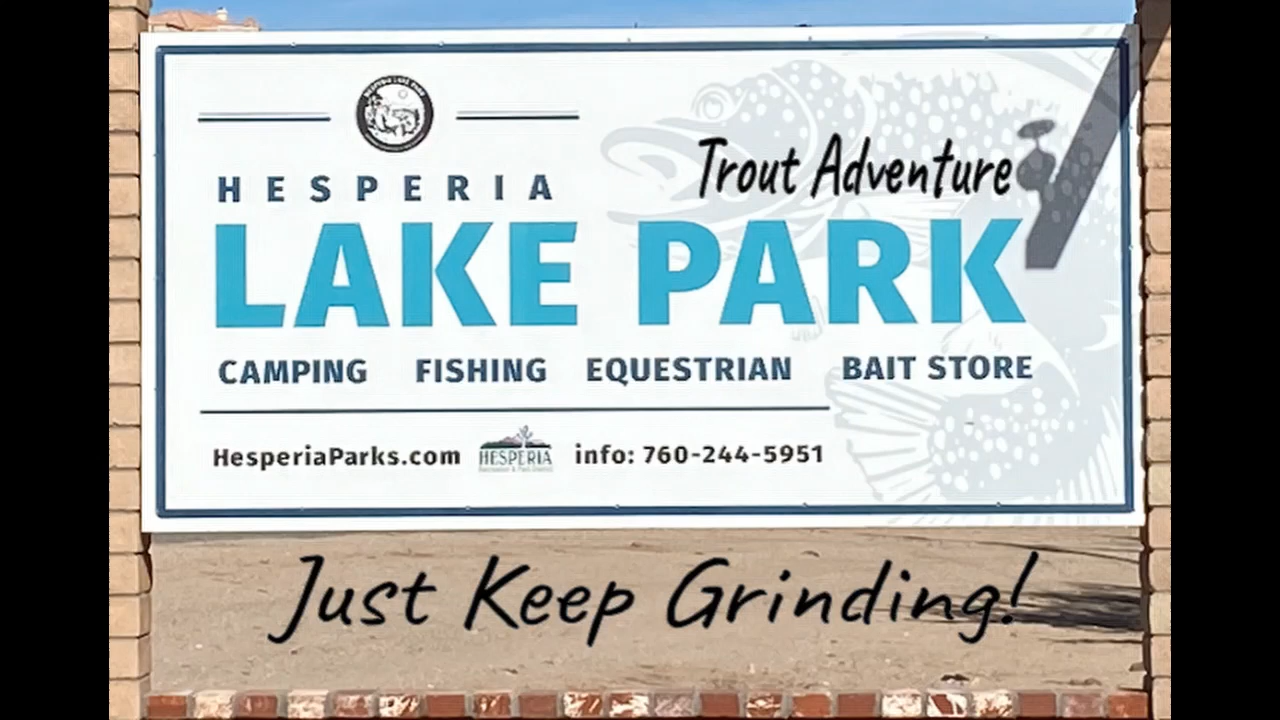 HESPERIA
Trout Adventure
LAKE PARK
CAMPING FISHING EQUESTRIAN BAIT STORE
HesperiaParks.com HESPERIA info: 760-244-5951
Just Keep Grinding!